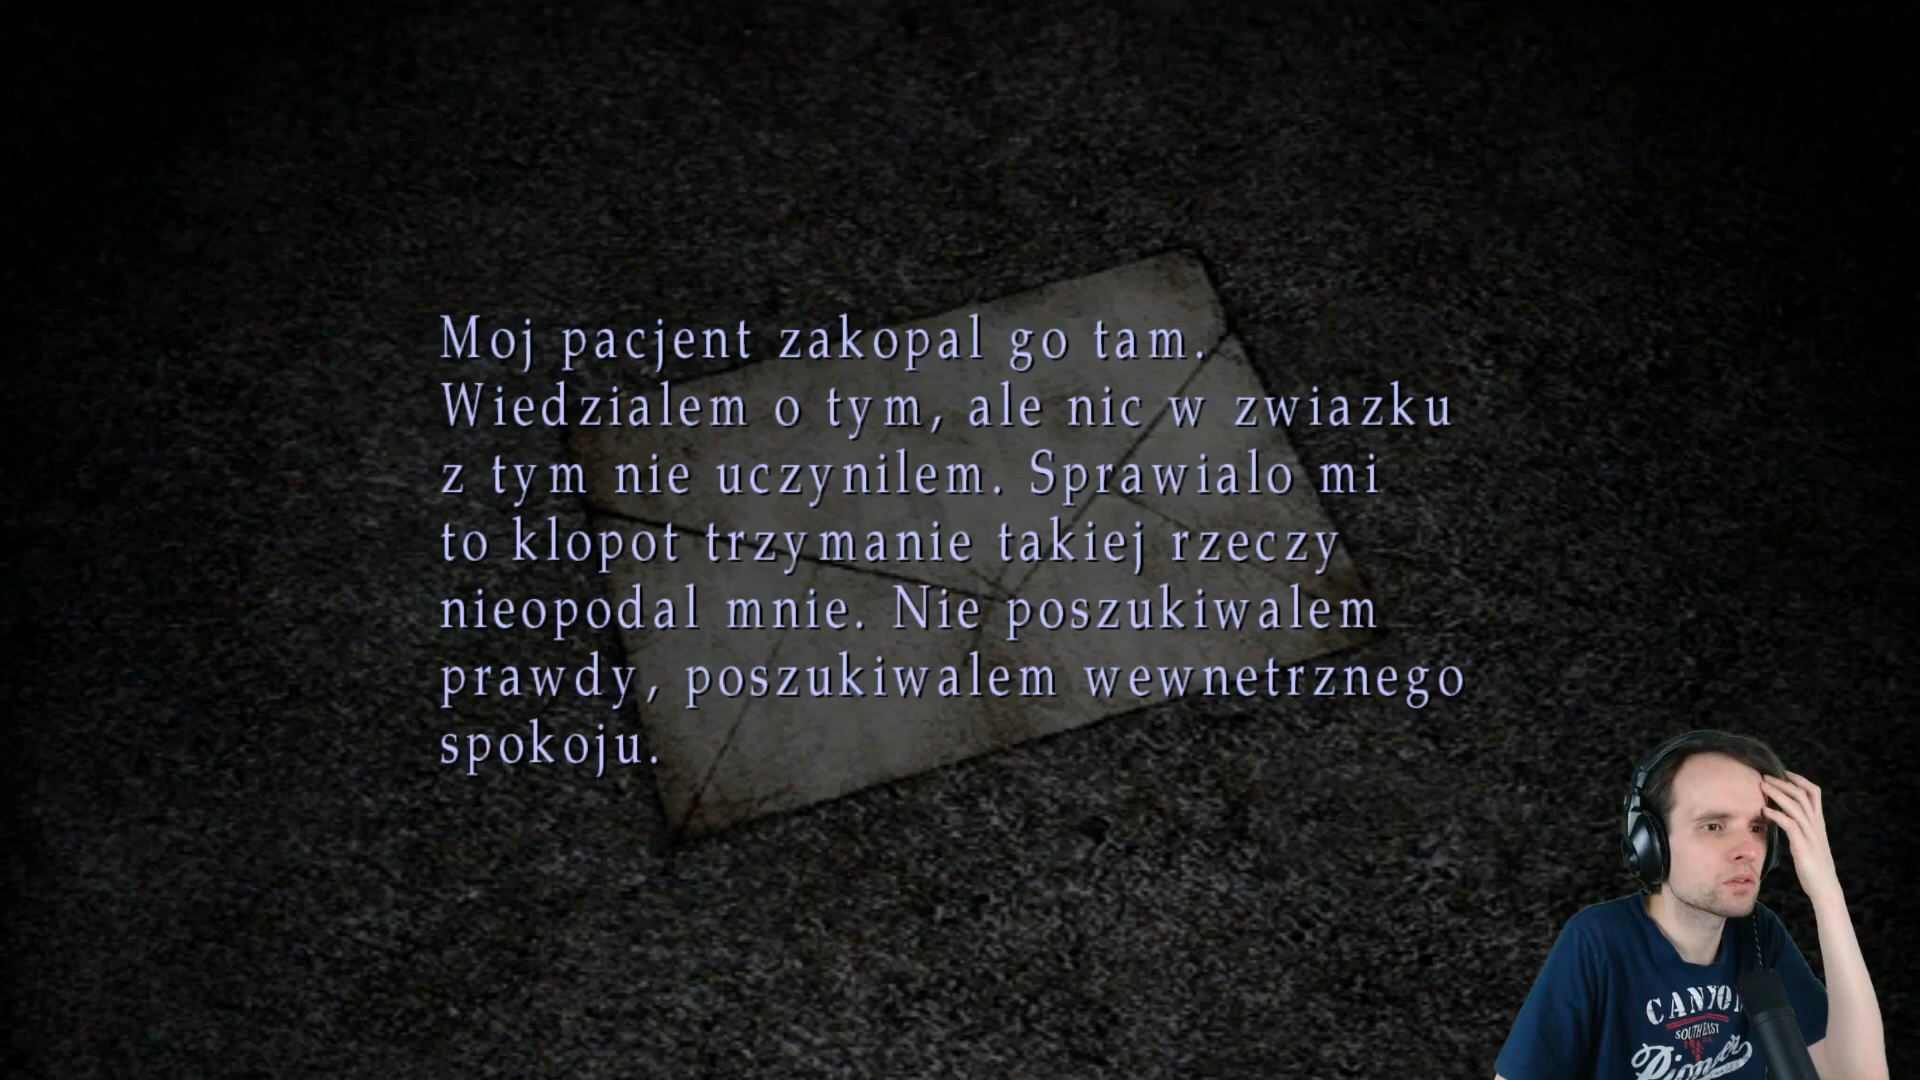 Moj pacjent zakopal go tam.
Wiedzialem o tym, ale nic w zwiazku
z tym nie uczynilem. Sprawialo mi
to klopot trzymanie takiej rzeczy
nieopodal mnie. Nie poszukiwalem
prawdy, poszukiwalem wewnetrznego
spokoju.
SOUTHEAST